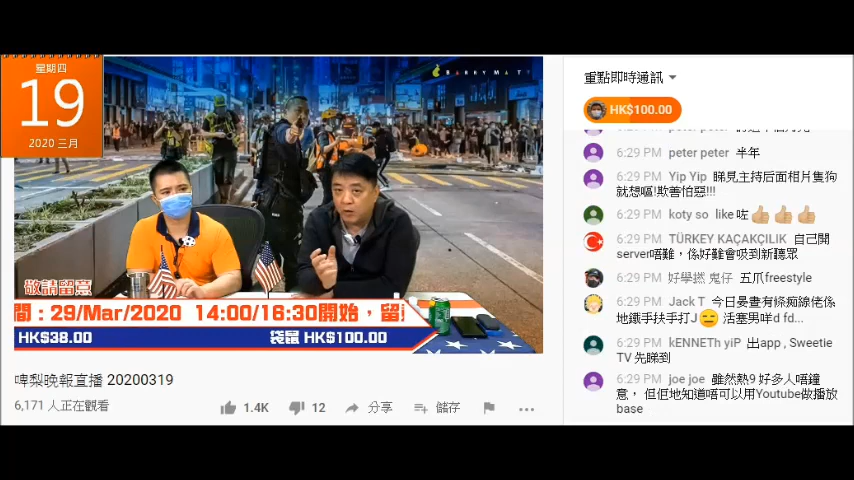 星期四
19
2020 三月
BARRY MA TT
敬請留意
間：29/Mar/2020 14:00/16:30開始，留
HK$38.00
袋鼠 HK$100.00
啤梨晚報直播 20200319
6,171 人正在觀看
1.4K
12
分享
儲存
重點即時通訊
HK$100.00
6:29 PM peter peter 半年
6:29 PM Yip Yip 睇見主持后面相片隻狗
就想嘔!欺善怕惡!!!
6:29 PM koty so like 咗👍🏼👍🏼👍🏼
6:29 PM TÜRKEY KAÇAKÇILIK 自己開
server唔難，係好難會吸到新聽眾
6:29 PM 好學撚 鬼仔 五爪freestyle
6:29 PM Jack T 今日晏晝有條痴線佬係
地鐵手扶手打J😑 活塞男咩d fd...
6:29 PM kENNETh yiP 出app , Sweetie
TV 先睇到
6:29 PM joe joe 雖然熱9 好多人唔鐘
意， 但佢地知道唔可以用Youtube做播放
base